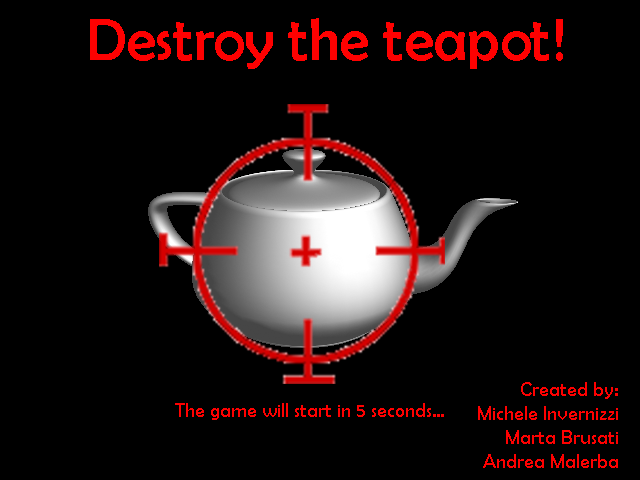 Destroy the teapot!
The game will start in 5 seconds...
Created by:
Michele Invernizzi
Marta Brusati
Andrea Malerba